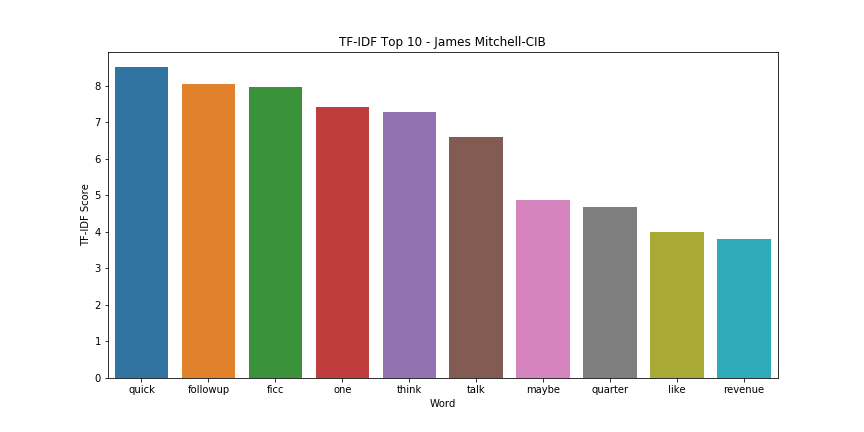 TF-IDF Top 10 - James Mitchell-CIB
TF-IDF Score
8
7
6
5
4
3
2
1
0
quick followup ficc one think talk maybe quarter like revenue
Word